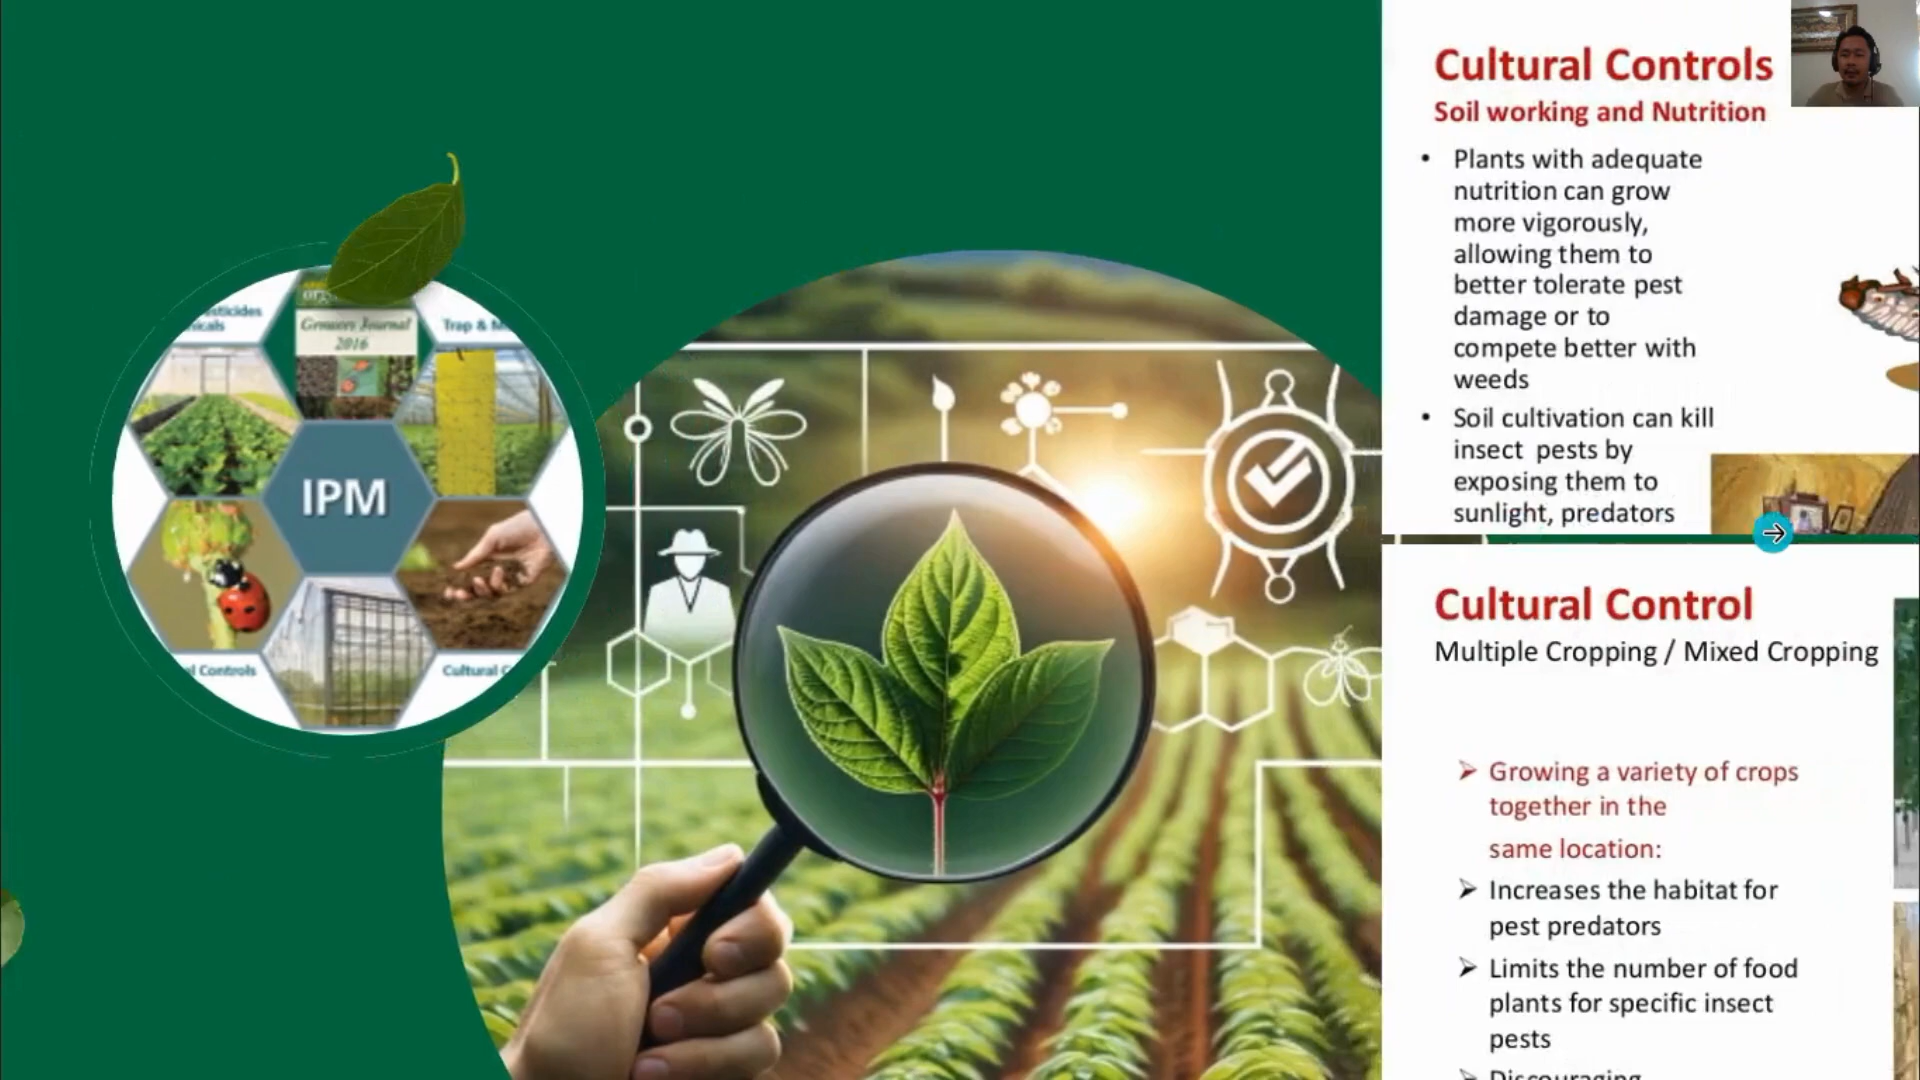 Growers Journal
2016
Trap &
IPM
Controls
Cultural
Cultural Controls
Soil working and Nutrition
• Plants with adequate
nutrition can grow
more vigorously,
allowing them to
better tolerate pest
damage or to
compete better with
weeds
• Soil cultivation can kill
insect pests by
exposing them to
sunlight, predators
Cultural Control
Multiple Cropping / Mixed Cropping
➢ Growing a variety of crops
together in the
same location:
➢ Increases the habitat for
pest predators
➢ Limits the number of food
plants for specific insect
pests
➢ Discouraging